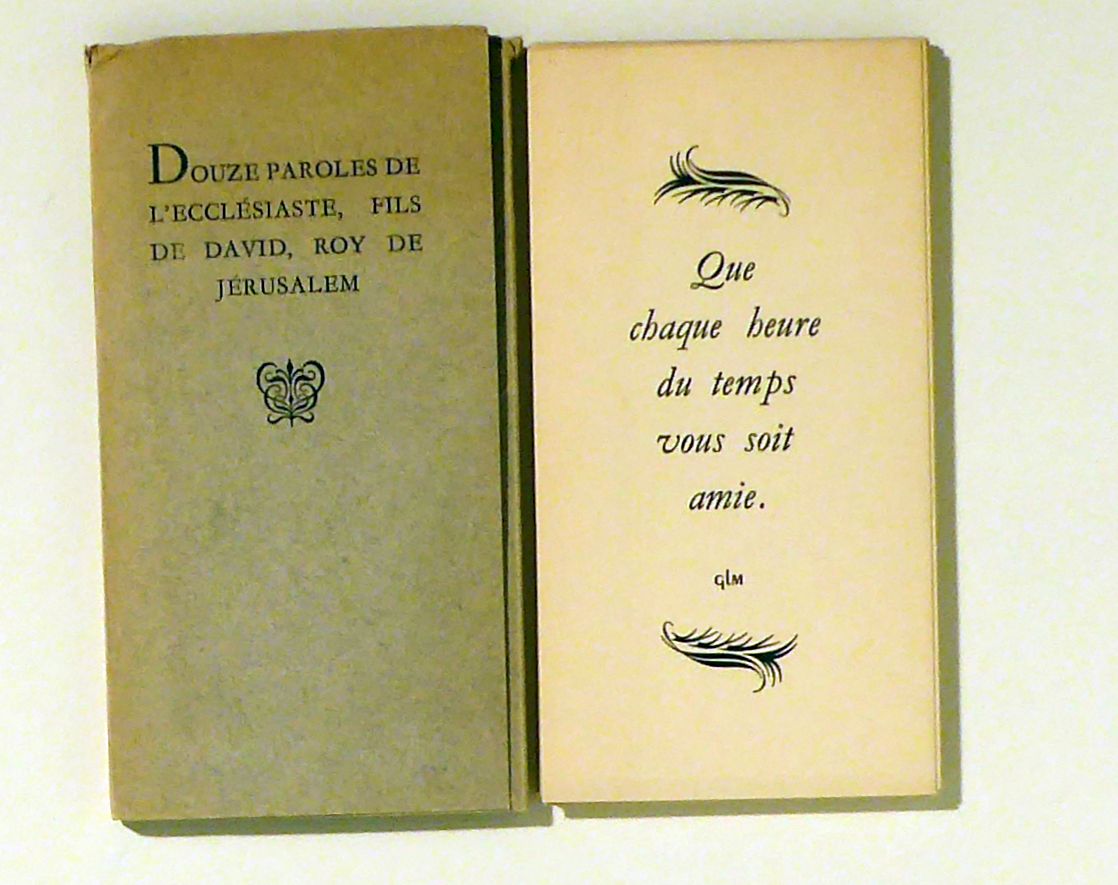 DOUZE PAROLES DE
L'ECCLÉSIASTE, FILS
DE DAVID, ROY DE
JÉRUSALEM
Que
chaque heure
du temps
vous soit
amie.
glm